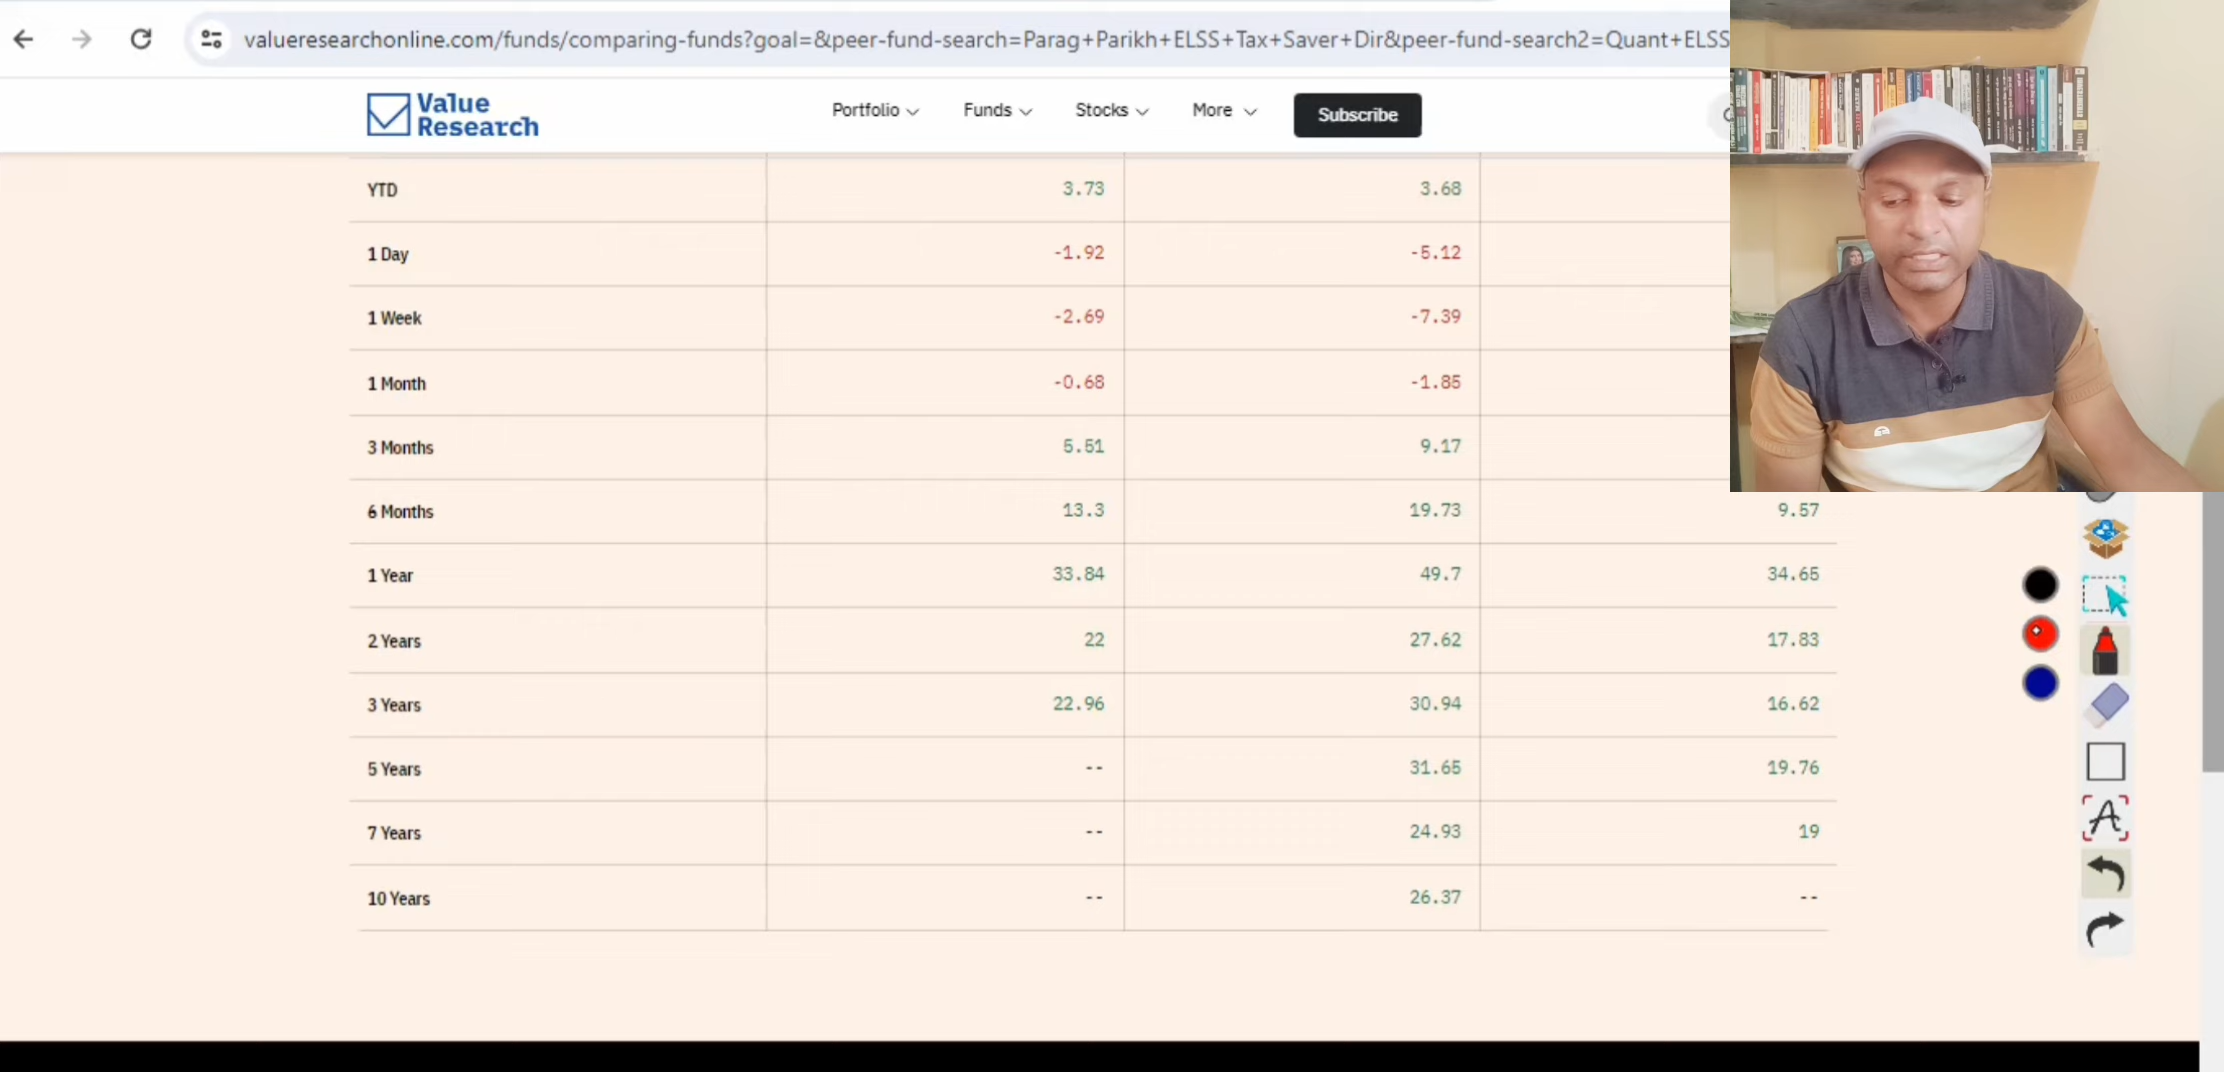 valueresearchonline.com/funds/comparing-funds?goal=&peer-fund-search=Parag+Parikh+ELSS+Tax+Saver+Dir&peer-fund-search2=Quant+ELSS
Value Research
Portfolio Funds Stocks More Subscribe
YTD 3.73 3.68
1 Day -1.92 -5.12
1 Week -2.69 -7.39
1 Month -0.68 -1.85
3 Months 5.51 9.17
6 Months 13.3 19.73 9.57
1 Year 33.84 49.7 34.65
2 Years 22 27.62 17.83
3 Years 22.96 30.94 16.62
5 Years -- 31.65 19.76
7 Years -- 24.93 19
10 Years -- 26.37 --